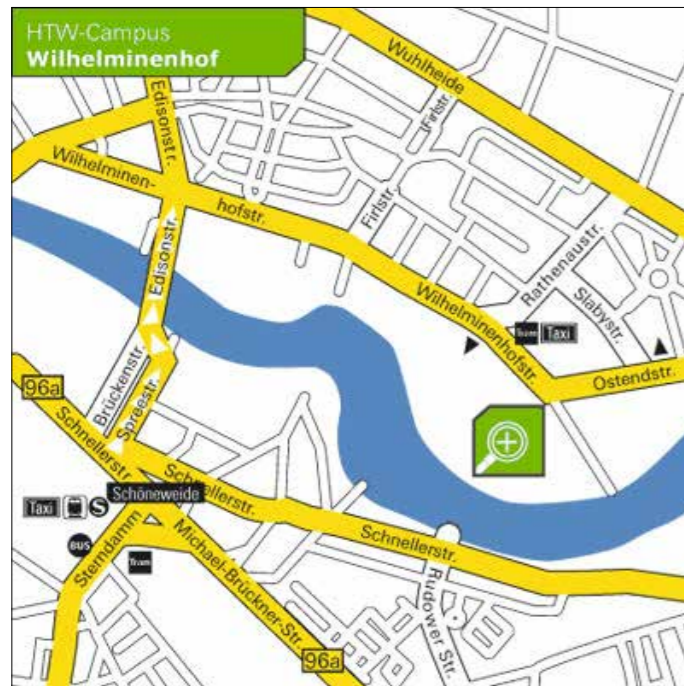 HTW-Campus
Wilhelminenhof
Wuhlheide
Edisonstr.
Firlstr.
Wilhelminen-
hofstr.
Firlstr.
Edisonstr.
Rathenaustr.
Slabystr.
Wilhelminenhofstr.
Tram Taxi
Ostendstr.
Brückenstr.
Spreestr.
96a
Schnellerstr.
Schnellerstr.
Schöneweide
Taxi S
BUS
Tram
Sterndamm
Michael-Brückner-Str.
Schnellerstr.
Rudower Str.
96a